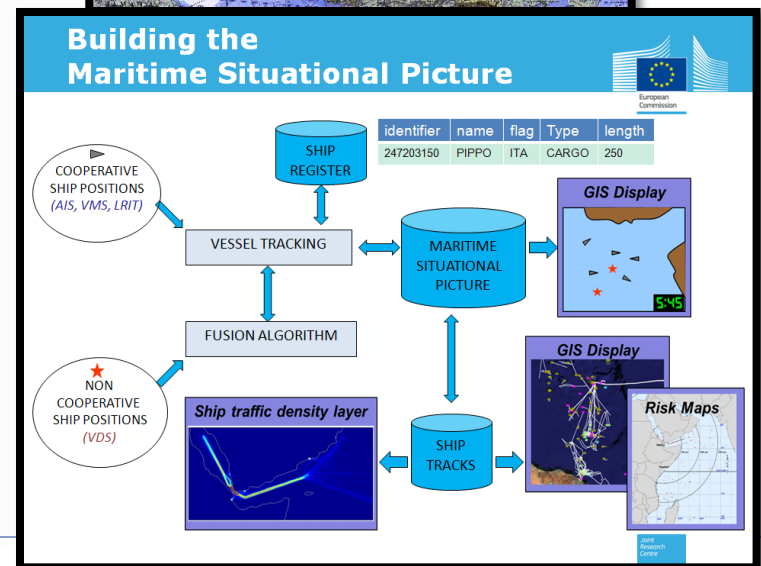 Building the
Maritime Situational Picture
European
Commission
identifier name flag Type length
247203150 PIPPO ITA CARGO 250
SHIP
REGISTER
COOPERATIVE
SHIP POSITIONS
(AIS, VMS, LRIT)
VESSEL TRACKING
MARITIME
SITUATIONAL
PICTURE
GIS Display
5:45
FUSION ALGORITHM
NON
COOPERATIVE
SHIP POSITIONS
(VDS)
Ship traffic density layer
SHIP
TRACKS
GIS Display
Risk Maps
Joint
Research
Centre